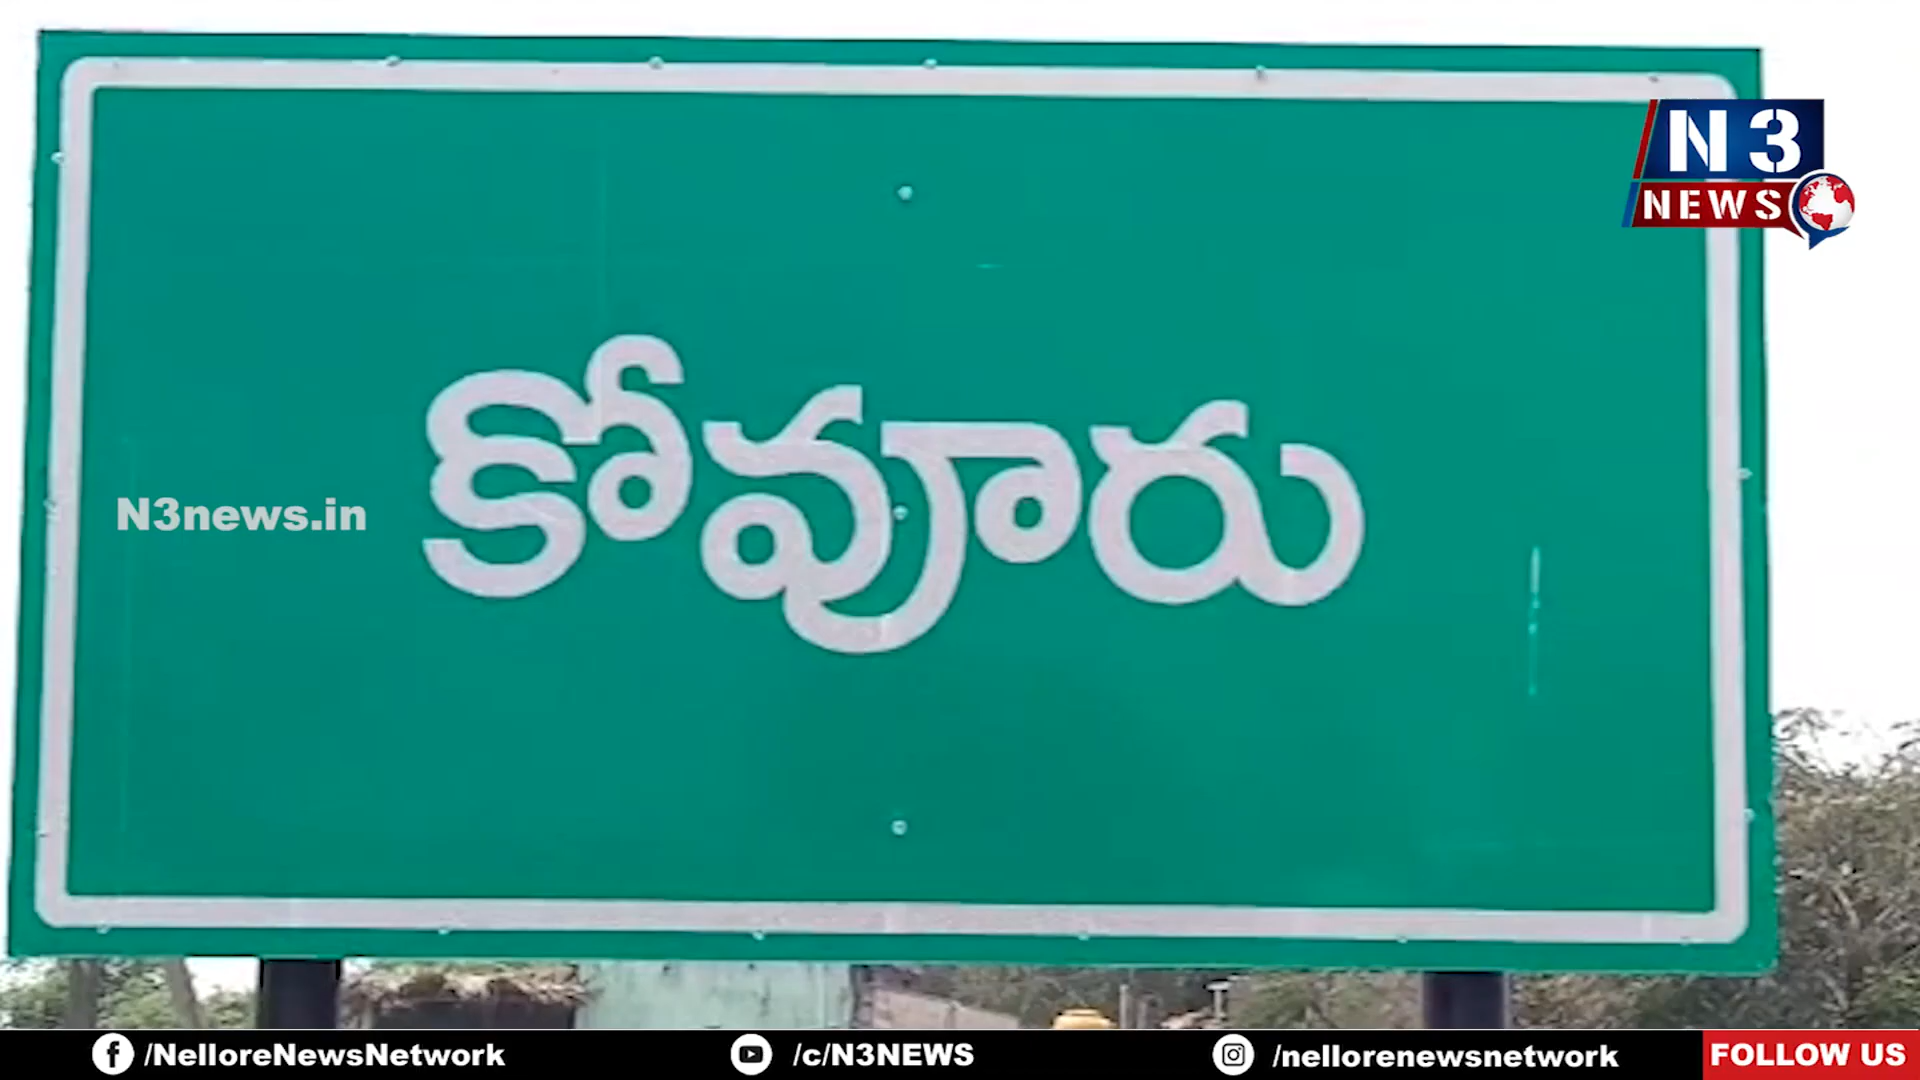 N3
NEWS
కోవూరు
N3news.in
/NelloreNewsNetwork
/c/N3NEWS
/nellorenewsnetwork
FOLLOW US